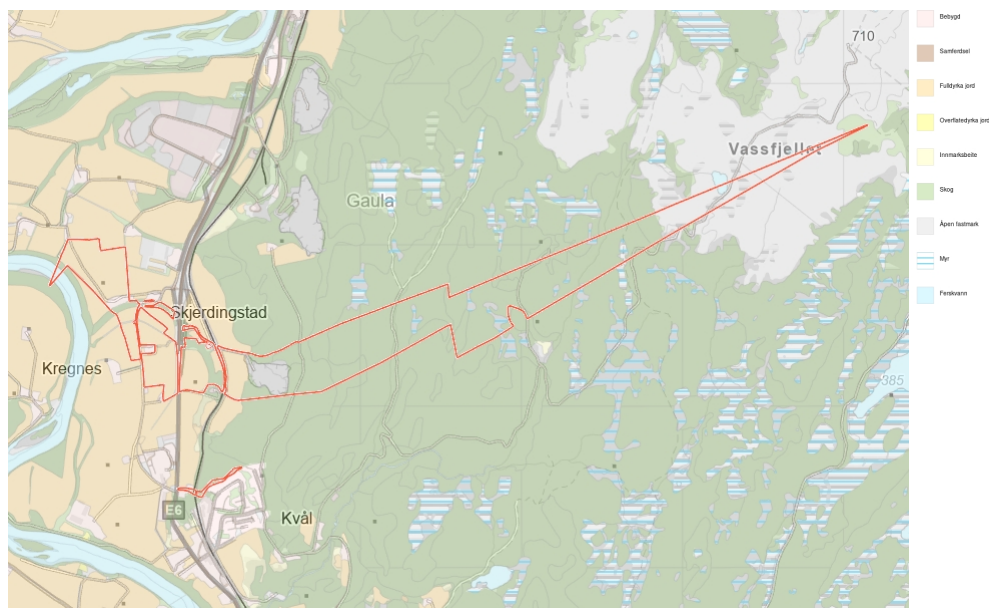 710
Vassfjellet
Gaula
Skjerdingstad
Kregnes
385
E6
Kvål
Bebygd
Samferdsel
Fulldyrka jord
Overflatedyrka jord
Innmarksbeite
Skog
Åpen fastmark
Myr
Ferskvann